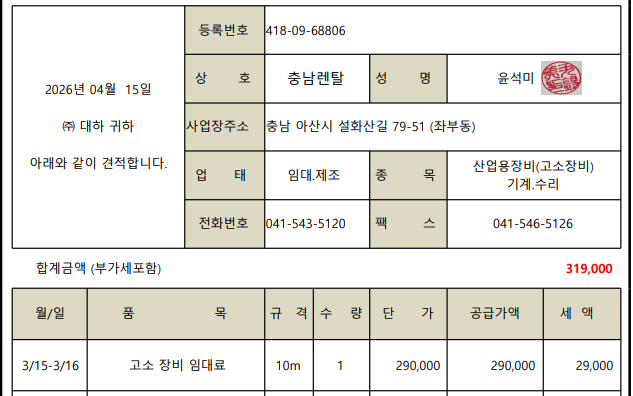 등록번호 418-09-68806
2026년 04월 15일
㈜ 대하 귀하
아래와 같이 견적합니다.
상 호 충남렌탈 성 명 윤석미
사업장주소 충남 아산시 설화산길 79-51 (좌부동)
업 태 임대.제조 종 목 산업용장비(고소장비)
기계.수리
전화번호 041-543-5120 팩 스 041-546-5126
합계금액 (부가세포함) 319,000
월/일 품 목 규 격 수 량 단 가 공급가액 세 액
3/15-3/16 고소 장비 임대료 10m 1 290,000 290,000 29,000